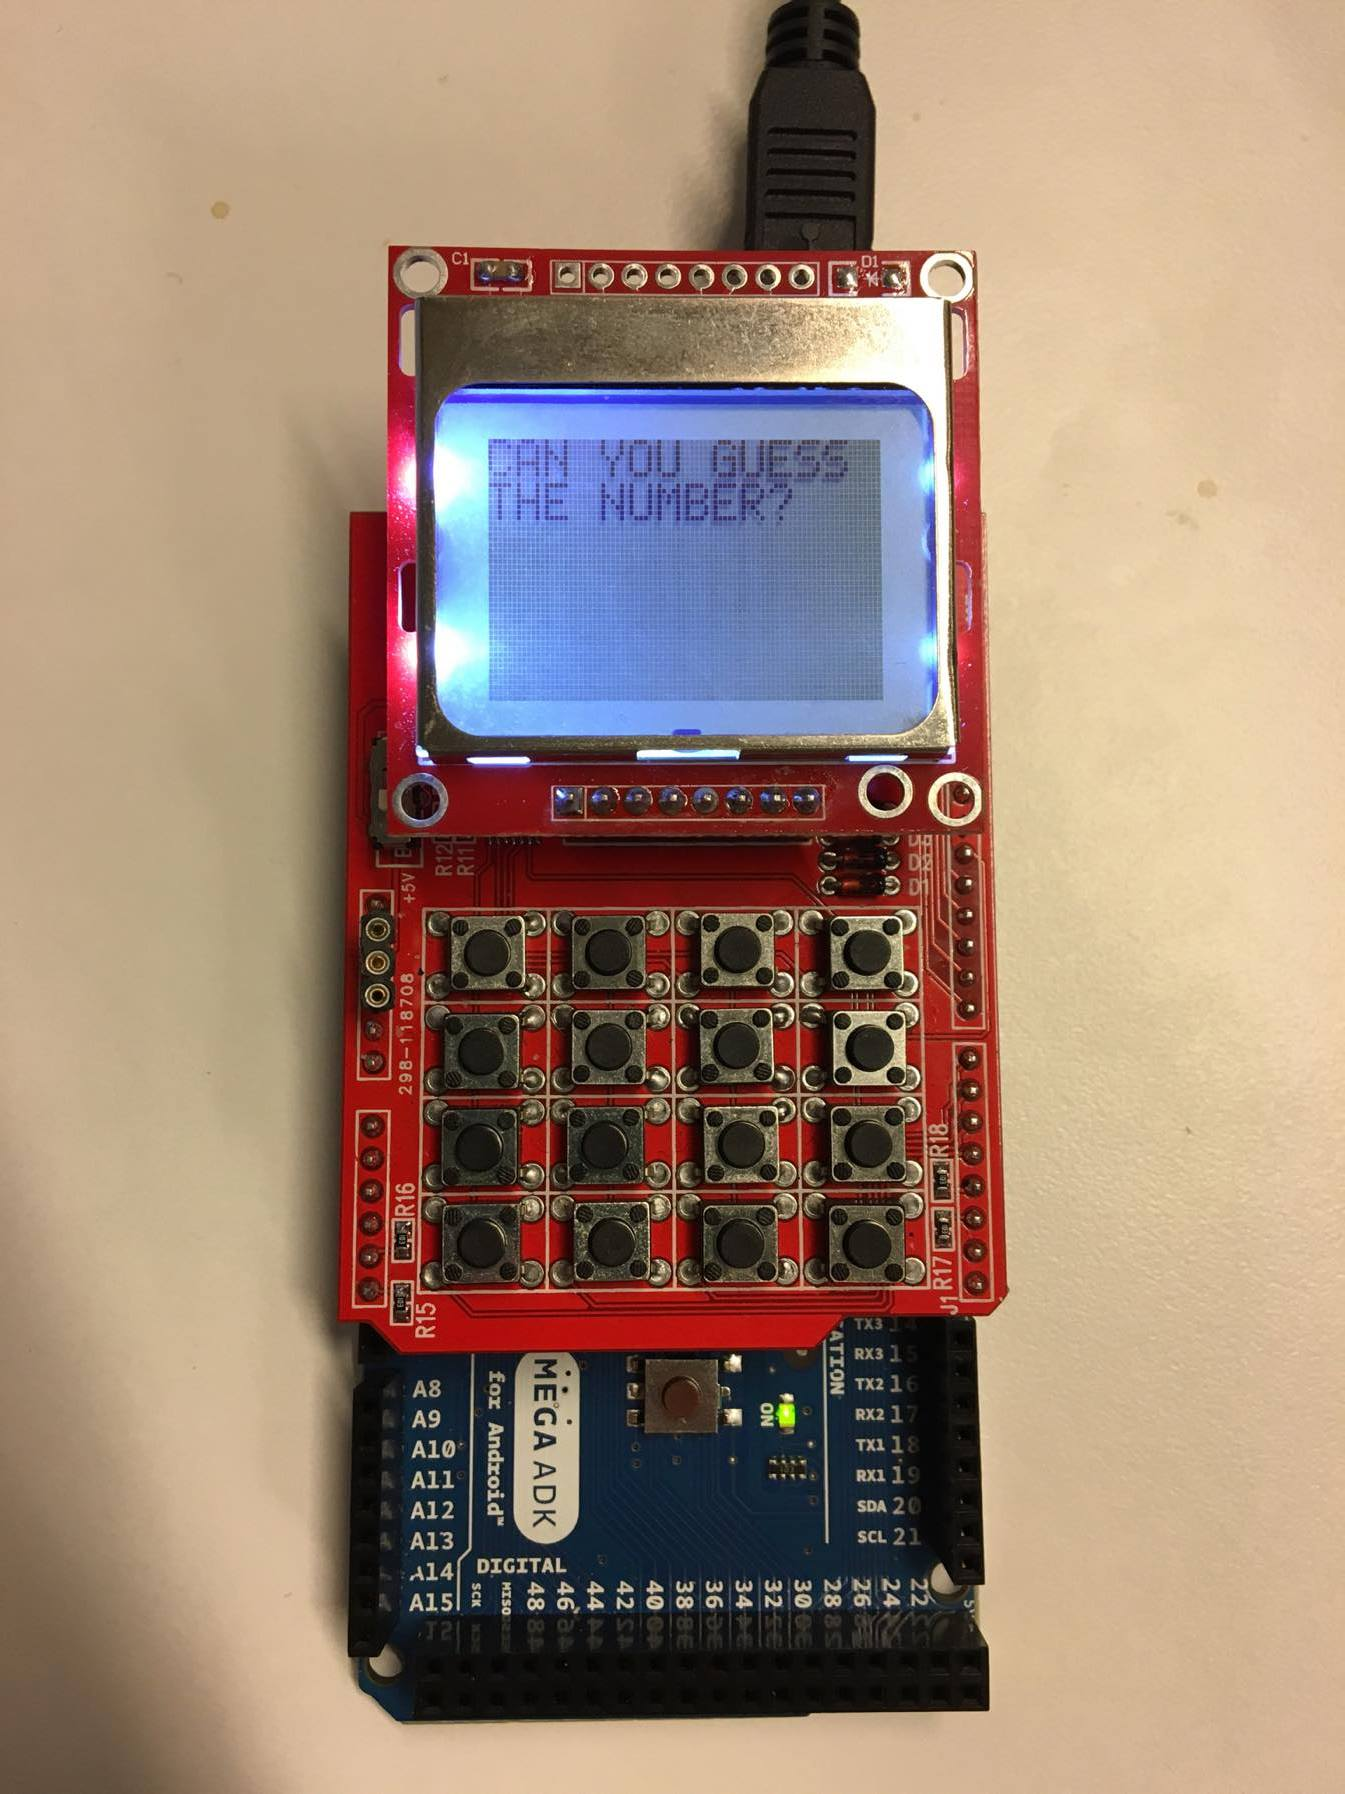 C1
D1
CAN YOU GUESS
THE NUMBER?
R12
R11
+5V
D2
D1
298-118708
R18
R16
R17
R15
J1
TX3 14
RX3 15
TX2 16
RX2 17
TX1 18
RX1 19
SDA 20
SCL 21
A8
A9
A10
A11
A12
A13
A14
A15
MEGA ADK
for Android™
ON
DIGITAL
SCK
MISO
48
46
44
42
40
38
36
34
32
30
28
26
24
22